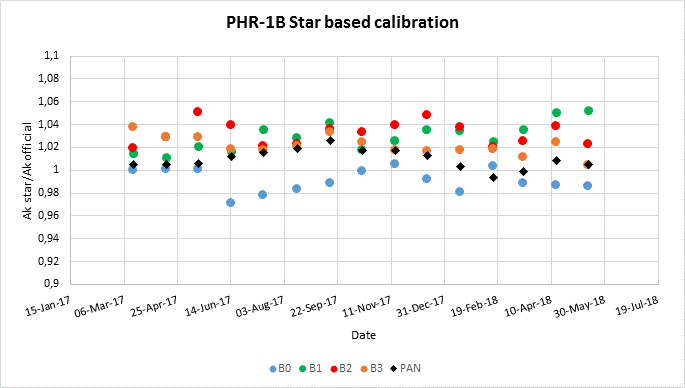 PHR-1B Star based calibration
1,1
1,08
1,06
1,04
1,02
1
0,98
0,96
0,94
0,92
0,9
Ak star/Ak official
15-Jan-17 06-Mar-17 25-Apr-17 14-Jun-17 03-Aug-17 22-Sep-17 11-Nov-17 31-Dec-17 19-Feb-18 10-Apr-18 30-May-18 19-Jul-18
Date
B0 B1 B2 B3 PAN